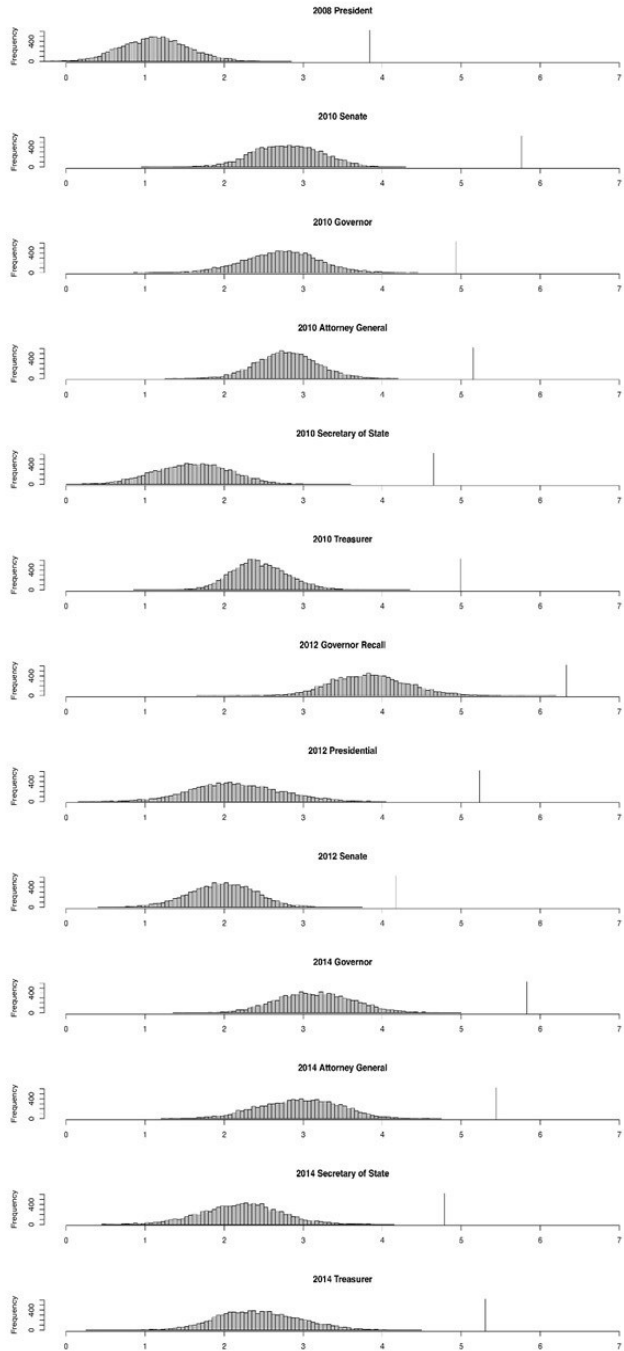 2008 President
Frequency
0 400
0 1 2 3 4 5 6 7
2010 Senate
Frequency
0 400
0 1 2 3 4 5 6 7
2010 Governor
Frequency
0 400
0 1 2 3 4 5 6 7
2010 Attorney General
Frequency
0 400
0 1 2 3 4 5 6 7
2010 Secretary of State
Frequency
0 400
0 1 2 3 4 5 6 7
2010 Treasurer
Frequency
0 400
0 1 2 3 4 5 6 7
2012 Governor Recall
Frequency
0 400
0 1 2 3 4 5 6 7
2012 Presidential
Frequency
0 400
0 1 2 3 4 5 6 7
2012 Senate
Frequency
0 400
0 1 2 3 4 5 6 7
2014 Governor
Frequency
0 400
0 1 2 3 4 5 6 7
2014 Attorney General
Frequency
0 400
0 1 2 3 4 5 6 7
2014 Secretary of State
Frequency
0 400
0 1 2 3 4 5 6 7
2014 Treasurer
Frequency
0 400
0 1 2 3 4 5 6 7